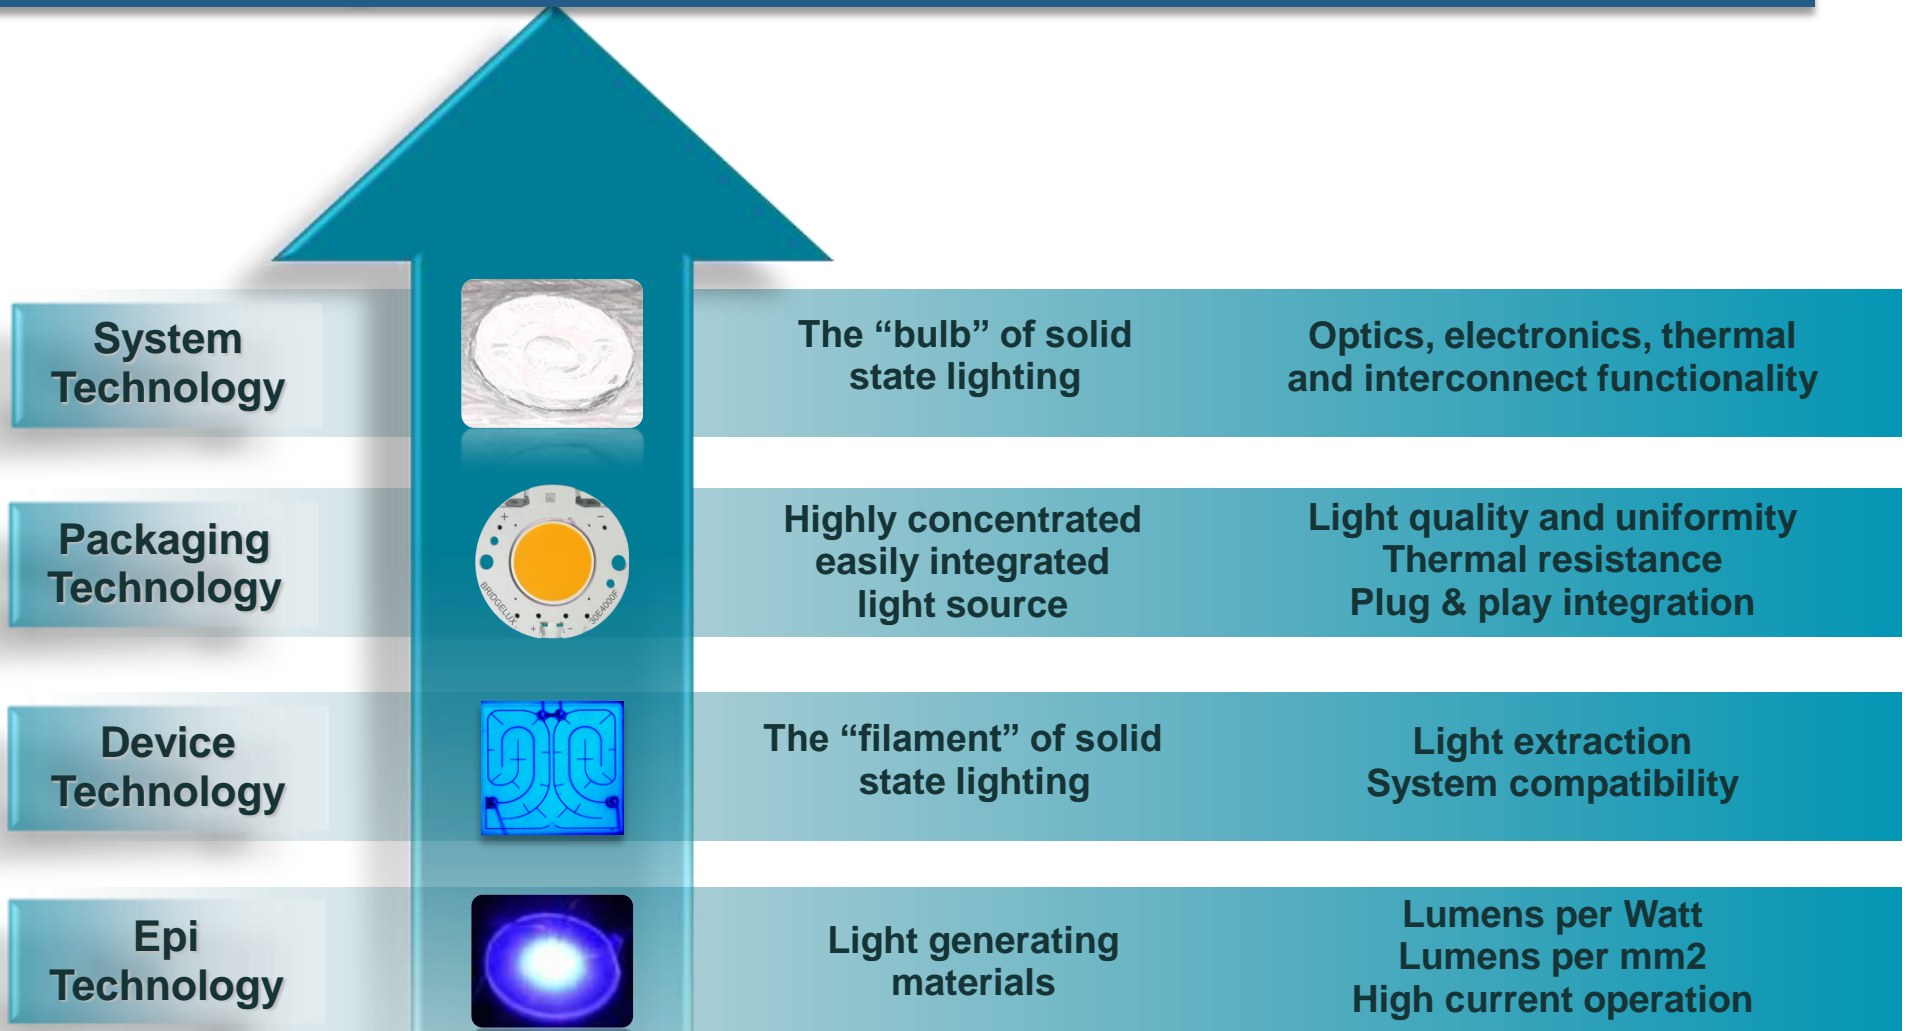 System
Technology
The “bulb” of solid
state lighting
Optics, electronics, thermal
and interconnect functionality
Packaging
Technology
BRIDGELUX
30E4000F
Highly concentrated
easily integrated
light source
Light quality and uniformity
Thermal resistance
Plug & play integration
Device
Technology
The “filament” of solid
state lighting
Light extraction
System compatibility
Epi
Technology
Light generating
materials
Lumens per Watt
Lumens per mm2
High current operation